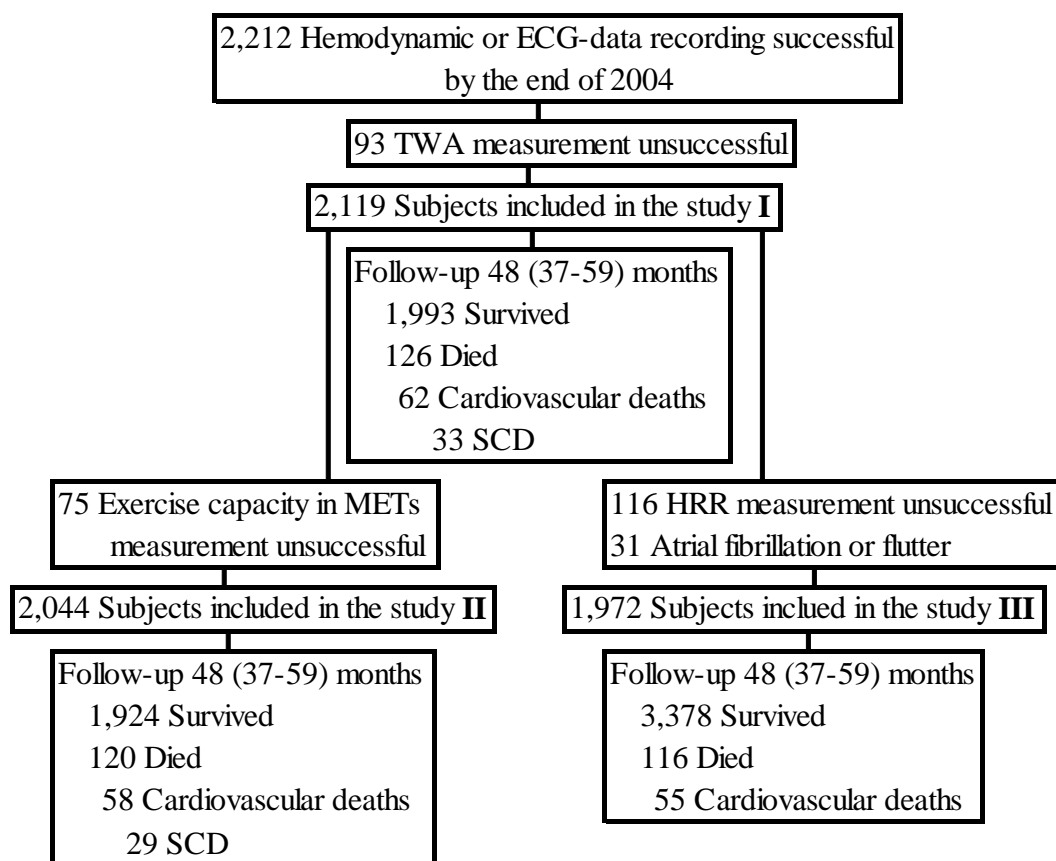 2,212 Hemodynamic or ECG-data recording successful
by the end of 2004
93 TWA measurement unsuccessful
2,119 Subjects included in the study I
Follow-up 48 (37-59) months
1,993 Survived
126 Died
62 Cardiovascular deaths
33 SCD
75 Exercise capacity in METs
measurement unsuccessful
2,044 Subjects included in the study II
Follow-up 48 (37-59) months
1,924 Survived
120 Died
58 Cardiovascular deaths
29 SCD
116 HRR measurement unsuccessful
31 Atrial fibrillation or flutter
1,972 Subjects inclued in the study III
Follow-up 48 (37-59) months
3,378 Survived
116 Died
55 Cardiovascular deaths